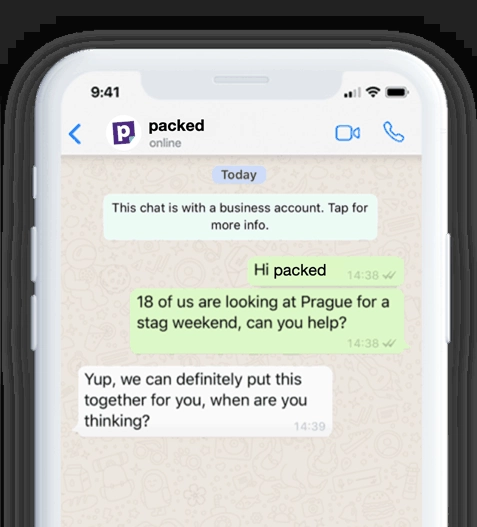 9:41
p
packed
online
Today
This chat is with a business account. Tap for
more info.
Hi packed
14:38
18 of us are looking at Prague for a
stag weekend, can you help?
14:38
Yup, we can definitely put this
together for you, when are you
thinking?
14:39